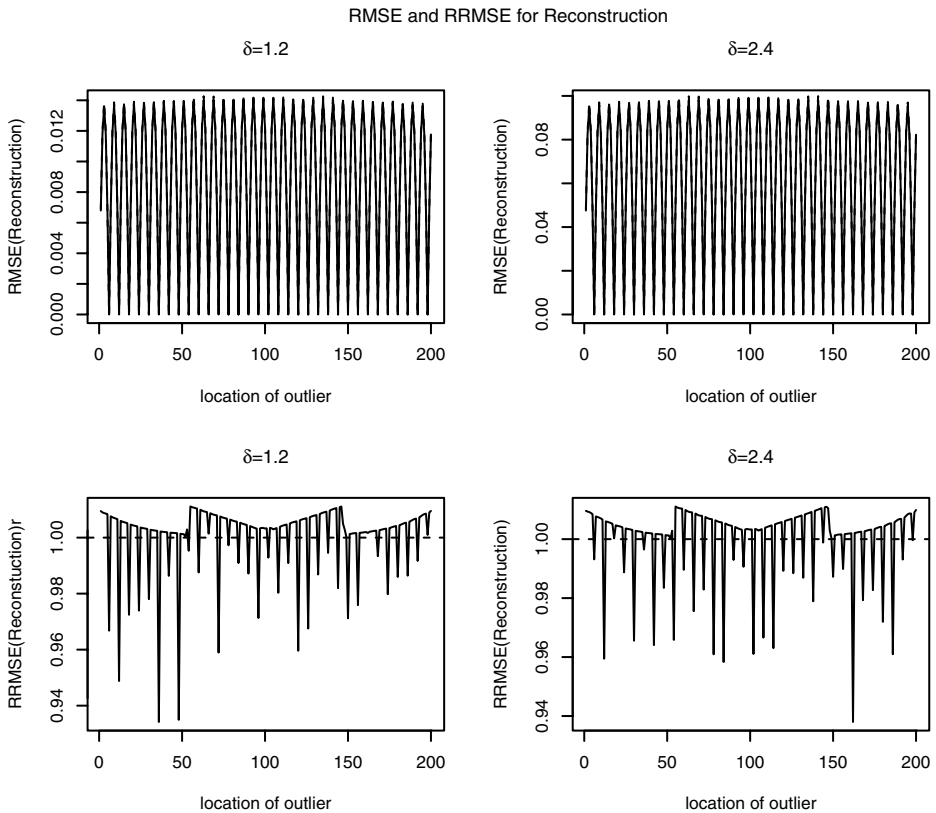 RMSE and RRMSE for Reconstruction
δ=1.2
RMSE(Reconstruction)
0.000 0.004 0.008 0.012
0 50 100 150 200
location of outlier
δ=2.4
RMSE(Reconstruction)
0.00 0.04 0.08
0 50 100 150 200
location of outlier
δ=1.2
RRMSE(Reconstuction)r
0.94 0.96 0.98 1.00
0 50 100 150 200
location of outlier
δ=2.4
RRMSE(Reconstruction)
0.94 0.96 0.98 1.00
0 50 100 150 200
location of outlier